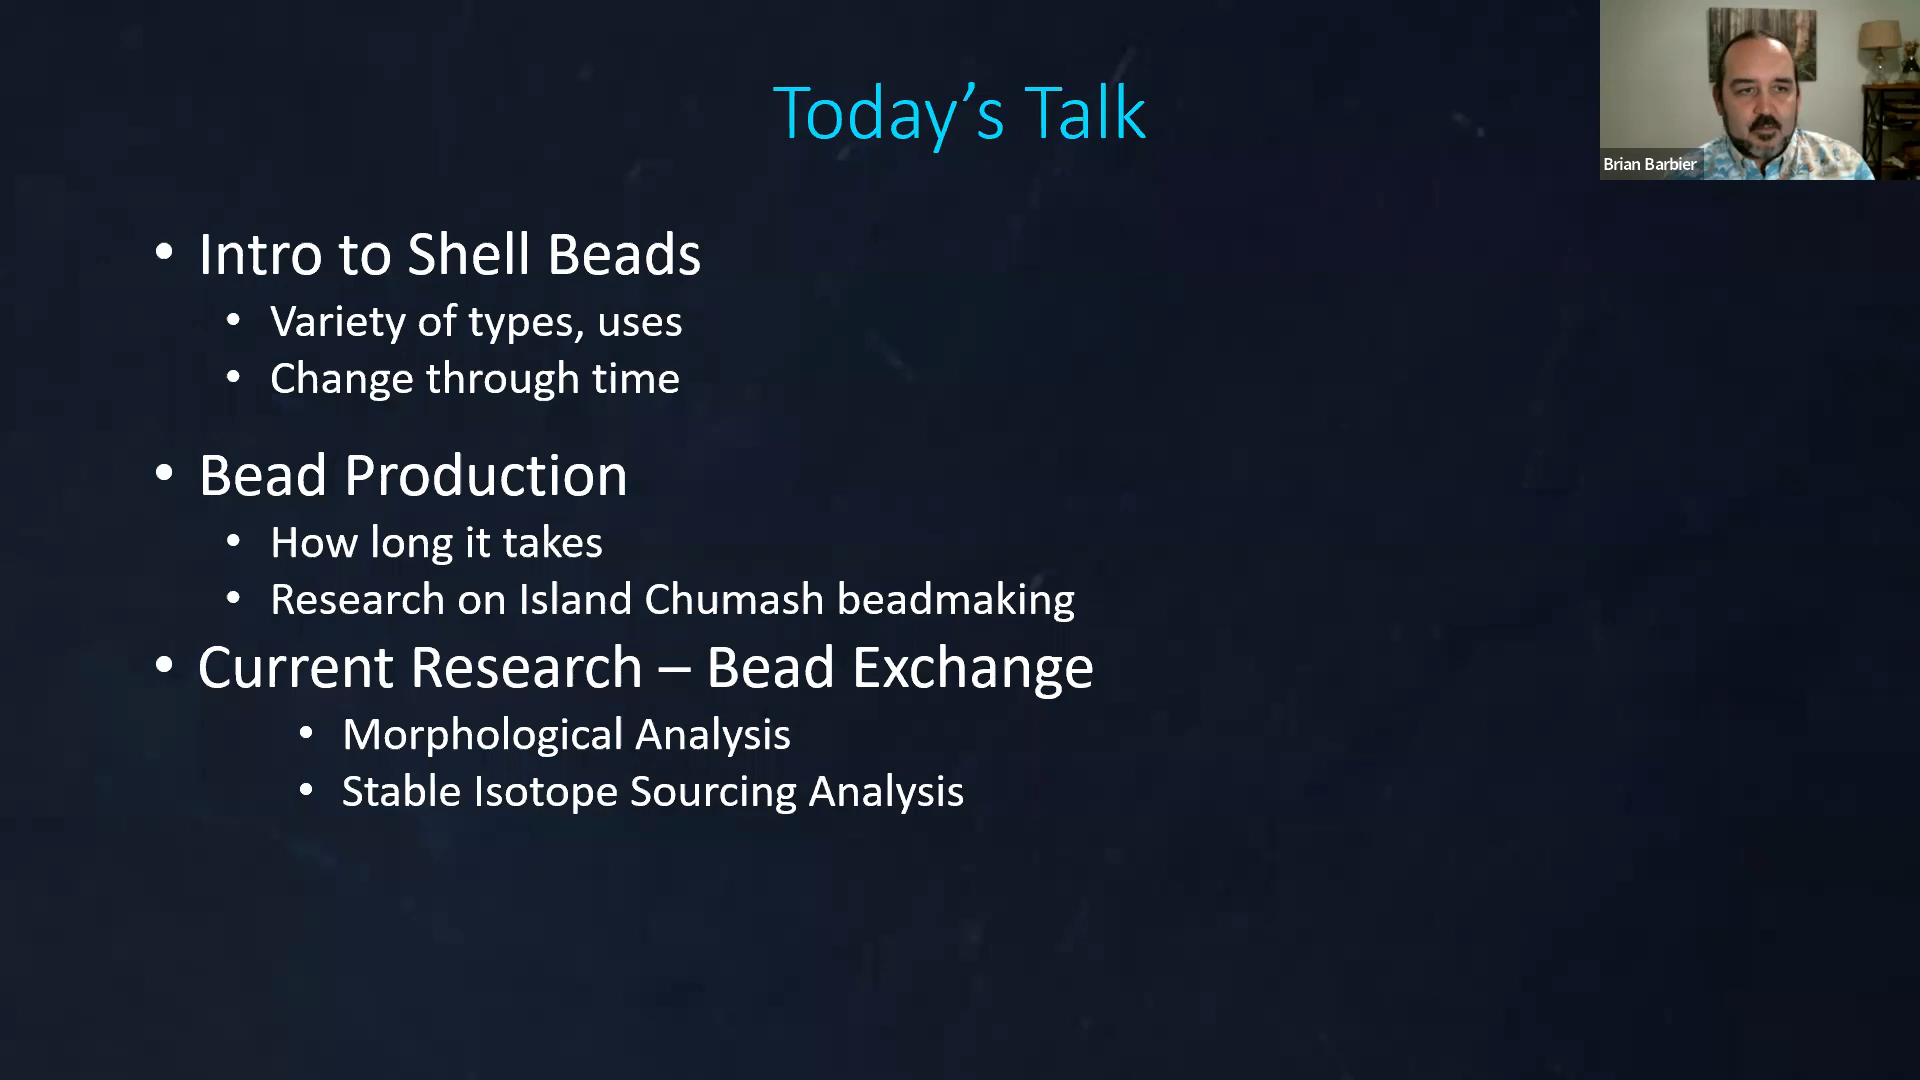 Today’s Talk
Brian Barbier
• Intro to Shell Beads
• Variety of types, uses
• Change through time
• Bead Production
• How long it takes
• Research on Island Chumash beadmaking
• Current Research – Bead Exchange
• Morphological Analysis
• Stable Isotope Sourcing Analysis